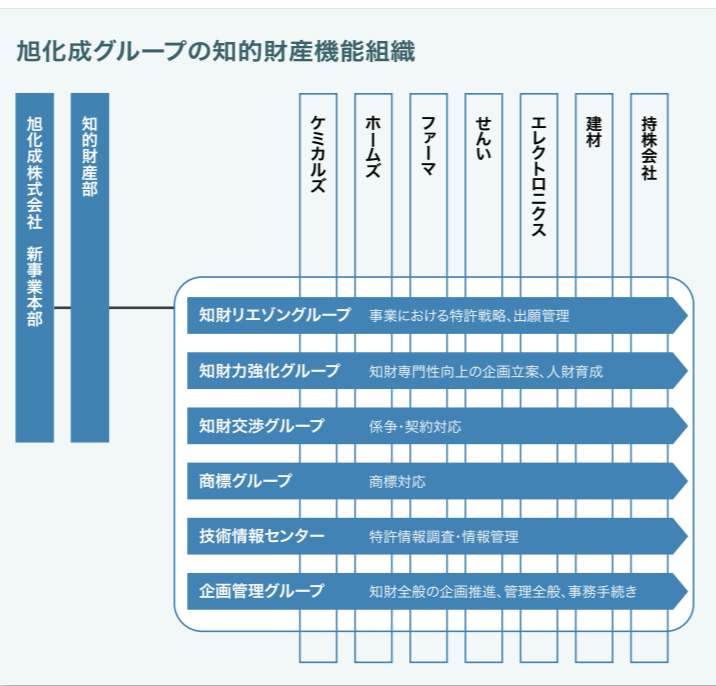 旭化成グループの知的財産機能組織
旭化成株式会社　新事業本部
知的財産部
ケミカルズ
ホームズ
ファーマ
せんい
エレクトロニクス
建材
持株会社
知財リエゾングループ　事業における特許戦略、出願管理
知財力強化グループ　知財専門性向上の企画立案、人財育成
知財交渉グループ　係争・契約対応
商標グループ　商標対応
技術情報センター　特許情報調査・情報管理
企画管理グループ　知財全般の企画推進、管理全般、事務手続き